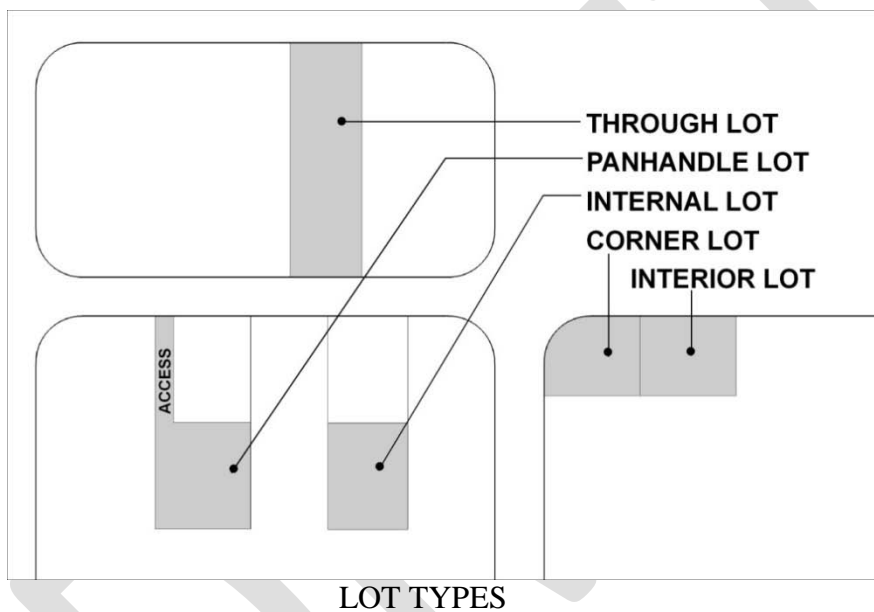 THROUGH LOT
PANHANDLE LOT
INTERNAL LOT
CORNER LOT
INTERIOR LOT
ACCESS
LOT TYPES